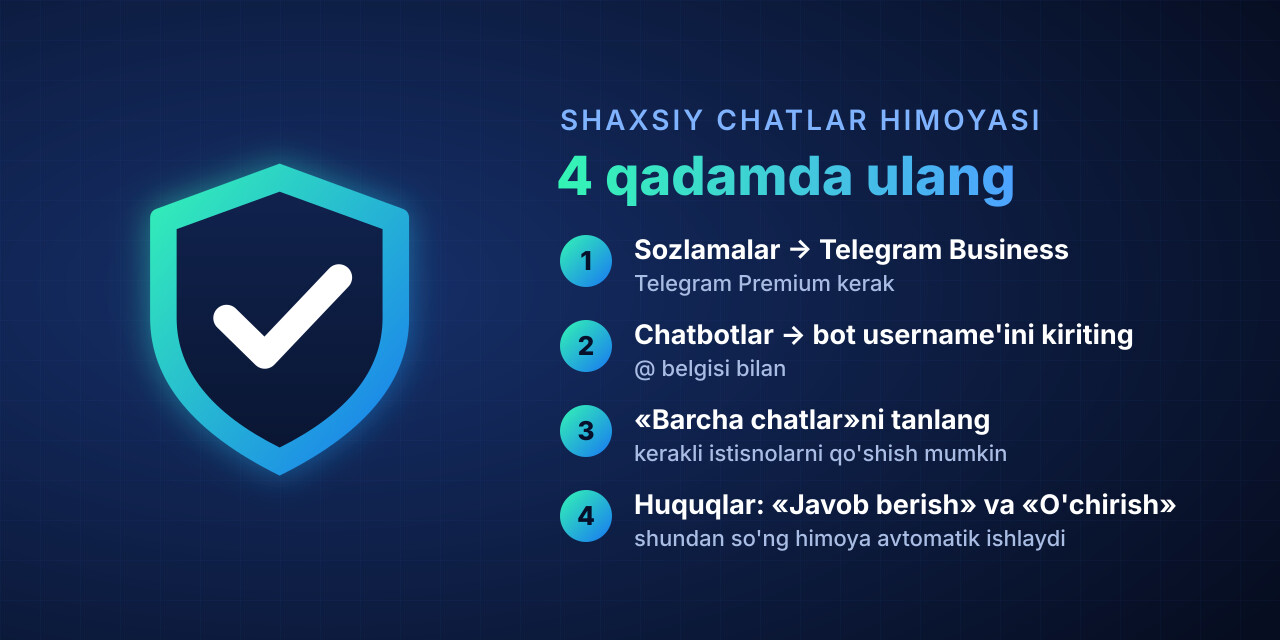 SHAXSIY CHATLAR HIMOYASI
4 qadamda ulang
1 Sozlamalar → Telegram Business
Telegram Premium kerak
2 Chatbotlar → bot username'ini kiriting
@ belgisi bilan
3 «Barcha chatlar»ni tanlang
kerakli istisnolarni qo'shish mumkin
4 Huquqlar: «Javob berish» va «O'chirish»
shundan so'ng himoya avtomatik ishlaydi